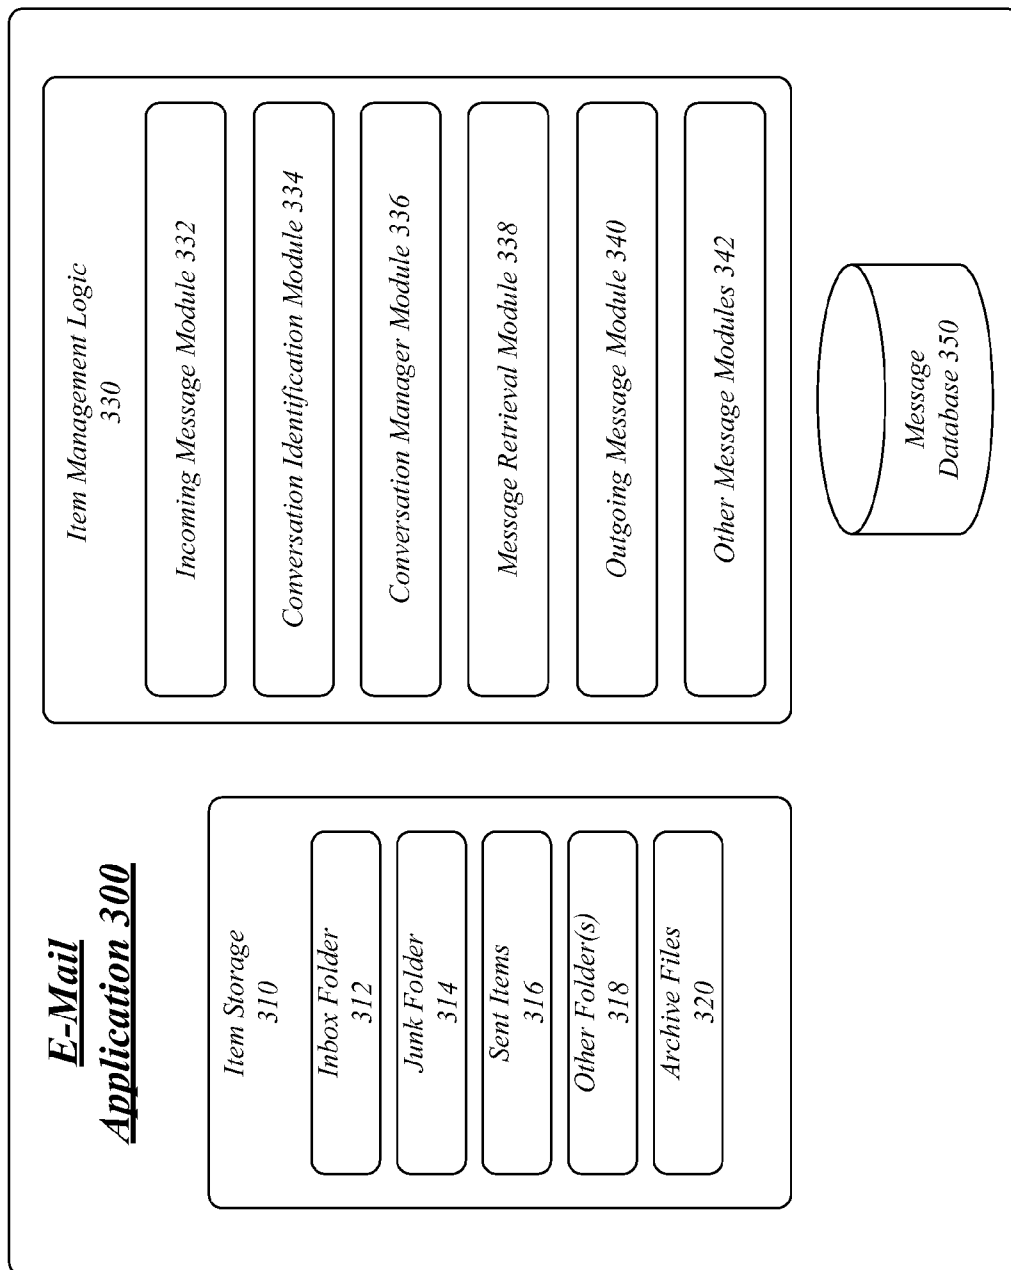 E-Mail
Application 300
Item Storage
310
Inbox Folder
312
Junk Folder
314
Sent Items
316
Other Folder(s)
318
Archive Files
320
Item Management Logic
330
Incoming Message Module 332
Conversation Identification Module 334
Conversation Manager Module 336
Message Retrieval Module 338
Outgoing Message Module 340
Other Message Modules 342
Message
Database 350